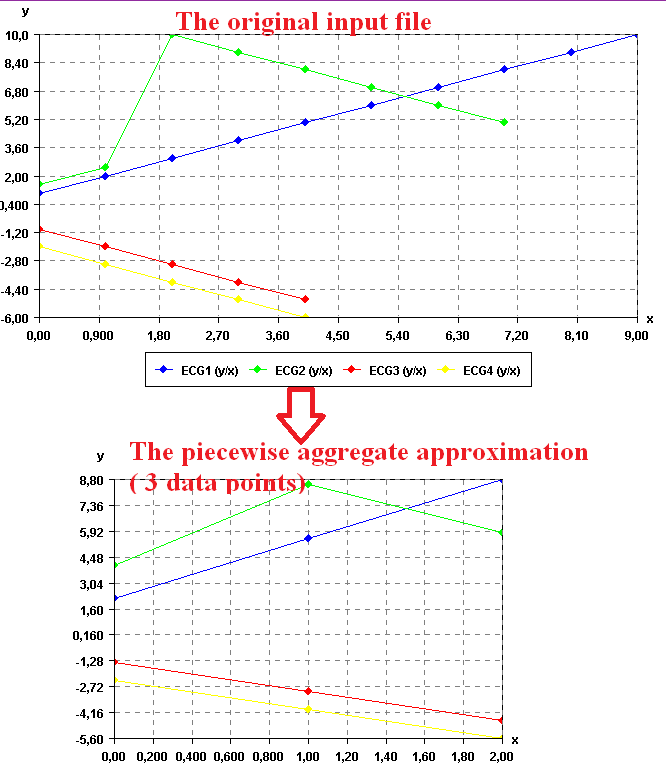 The original input file
y
10,0
8,40
6,80
5,20
3,60
2,00
0,400
-1,20
-2,80
-4,40
-6,00
x
0,00 0,900 1,80 2,70 3,60 4,50 5,40 6,30 7,20 8,10 9,00
ECG1 (y/x) ECG2 (y/x) ECG3 (y/x) ECG4 (y/x)
The piecewise aggregate approximation
( 3 data points)
y
8,80
7,36
5,92
4,48
3,04
1,60
0,160
-1,28
-2,72
-4,16
-5,60
x
0,00 0,200 0,400 0,600 0,800 1,00 1,20 1,40 1,60 1,80 2,00